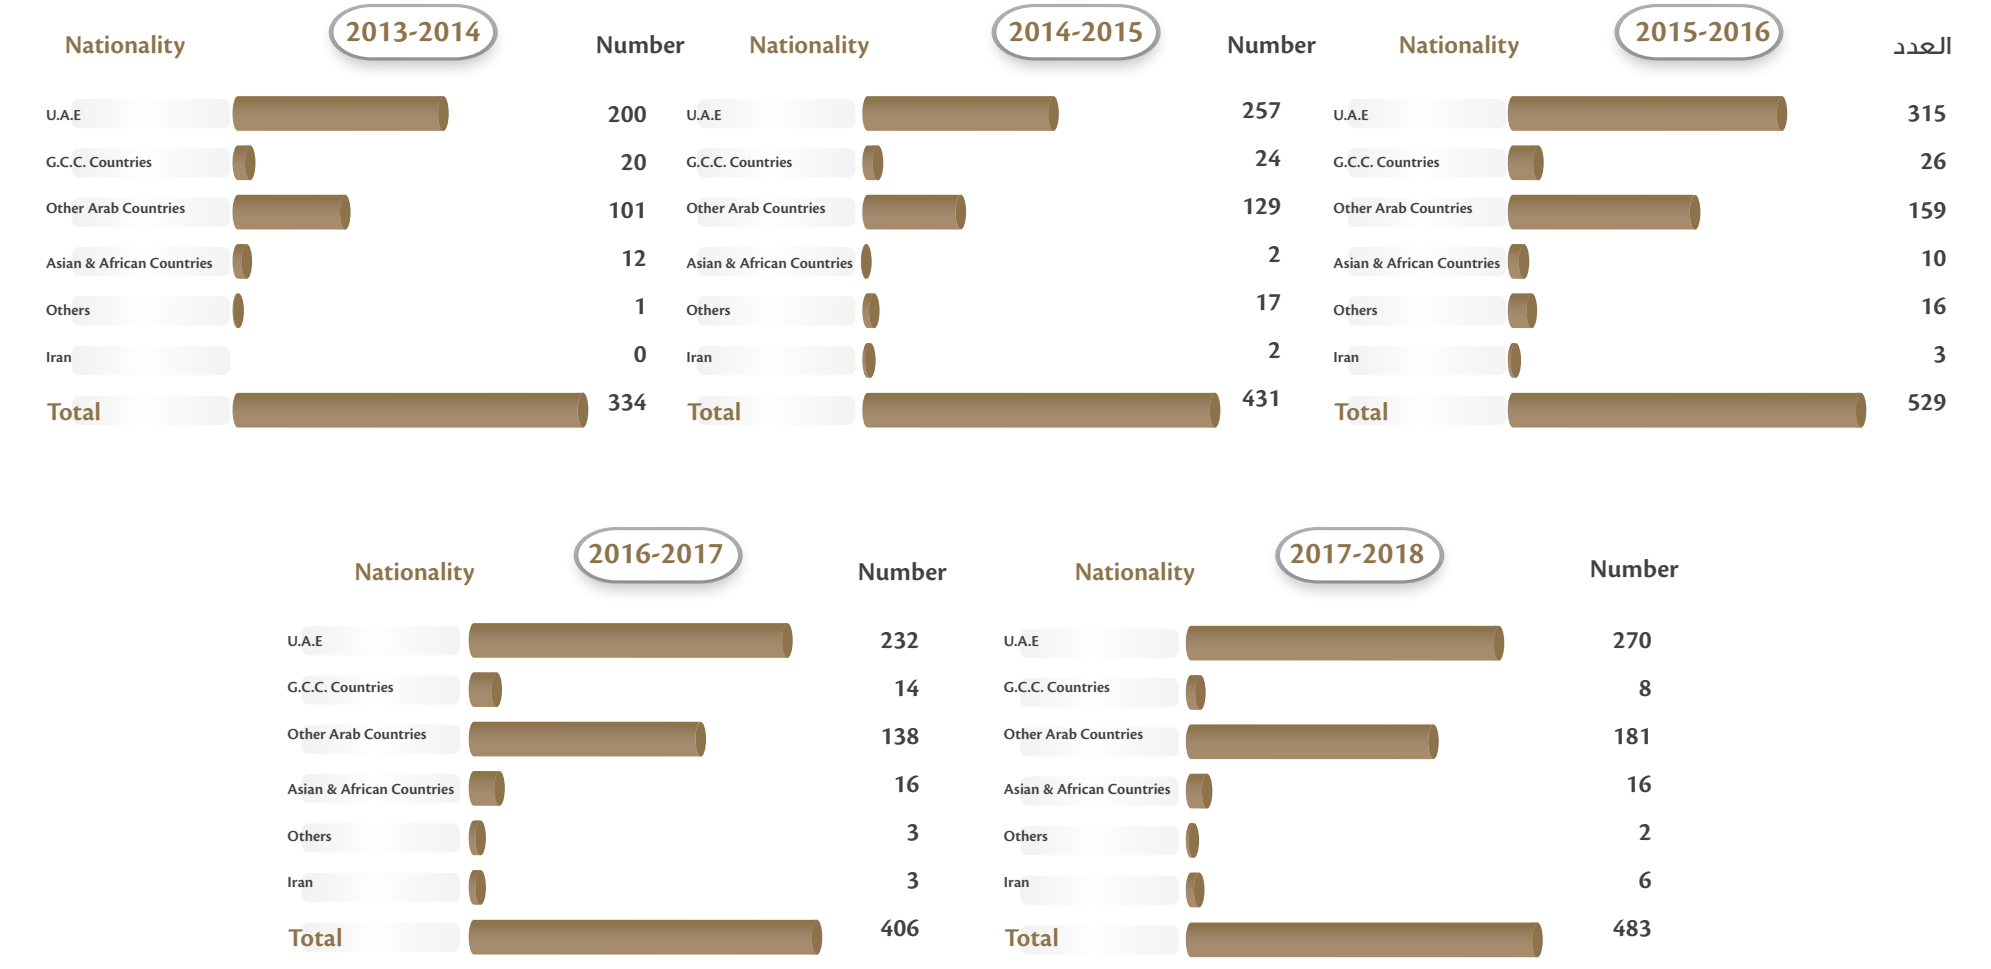 2013-2014
Nationality Number
U.A.E 200
G.C.C. Countries 20
Other Arab Countries 101
Asian & African Countries 12
Others 1
Iran 0
Total 334
2014-2015
Nationality Number
U.A.E 257
G.C.C. Countries 24
Other Arab Countries 129
Asian & African Countries 2
Others 17
Iran 2
Total 431
2015-2016
Nationality العدد
U.A.E 315
G.C.C. Countries 26
Other Arab Countries 159
Asian & African Countries 10
Others 16
Iran 3
Total 529
2016-2017
Nationality Number
U.A.E 232
G.C.C. Countries 14
Other Arab Countries 138
Asian & African Countries 16
Others 3
Iran 3
Total 406
2017-2018
Nationality Number
U.A.E 270
G.C.C. Countries 8
Other Arab Countries 181
Asian & African Countries 16
Others 2
Iran 6
Total 483